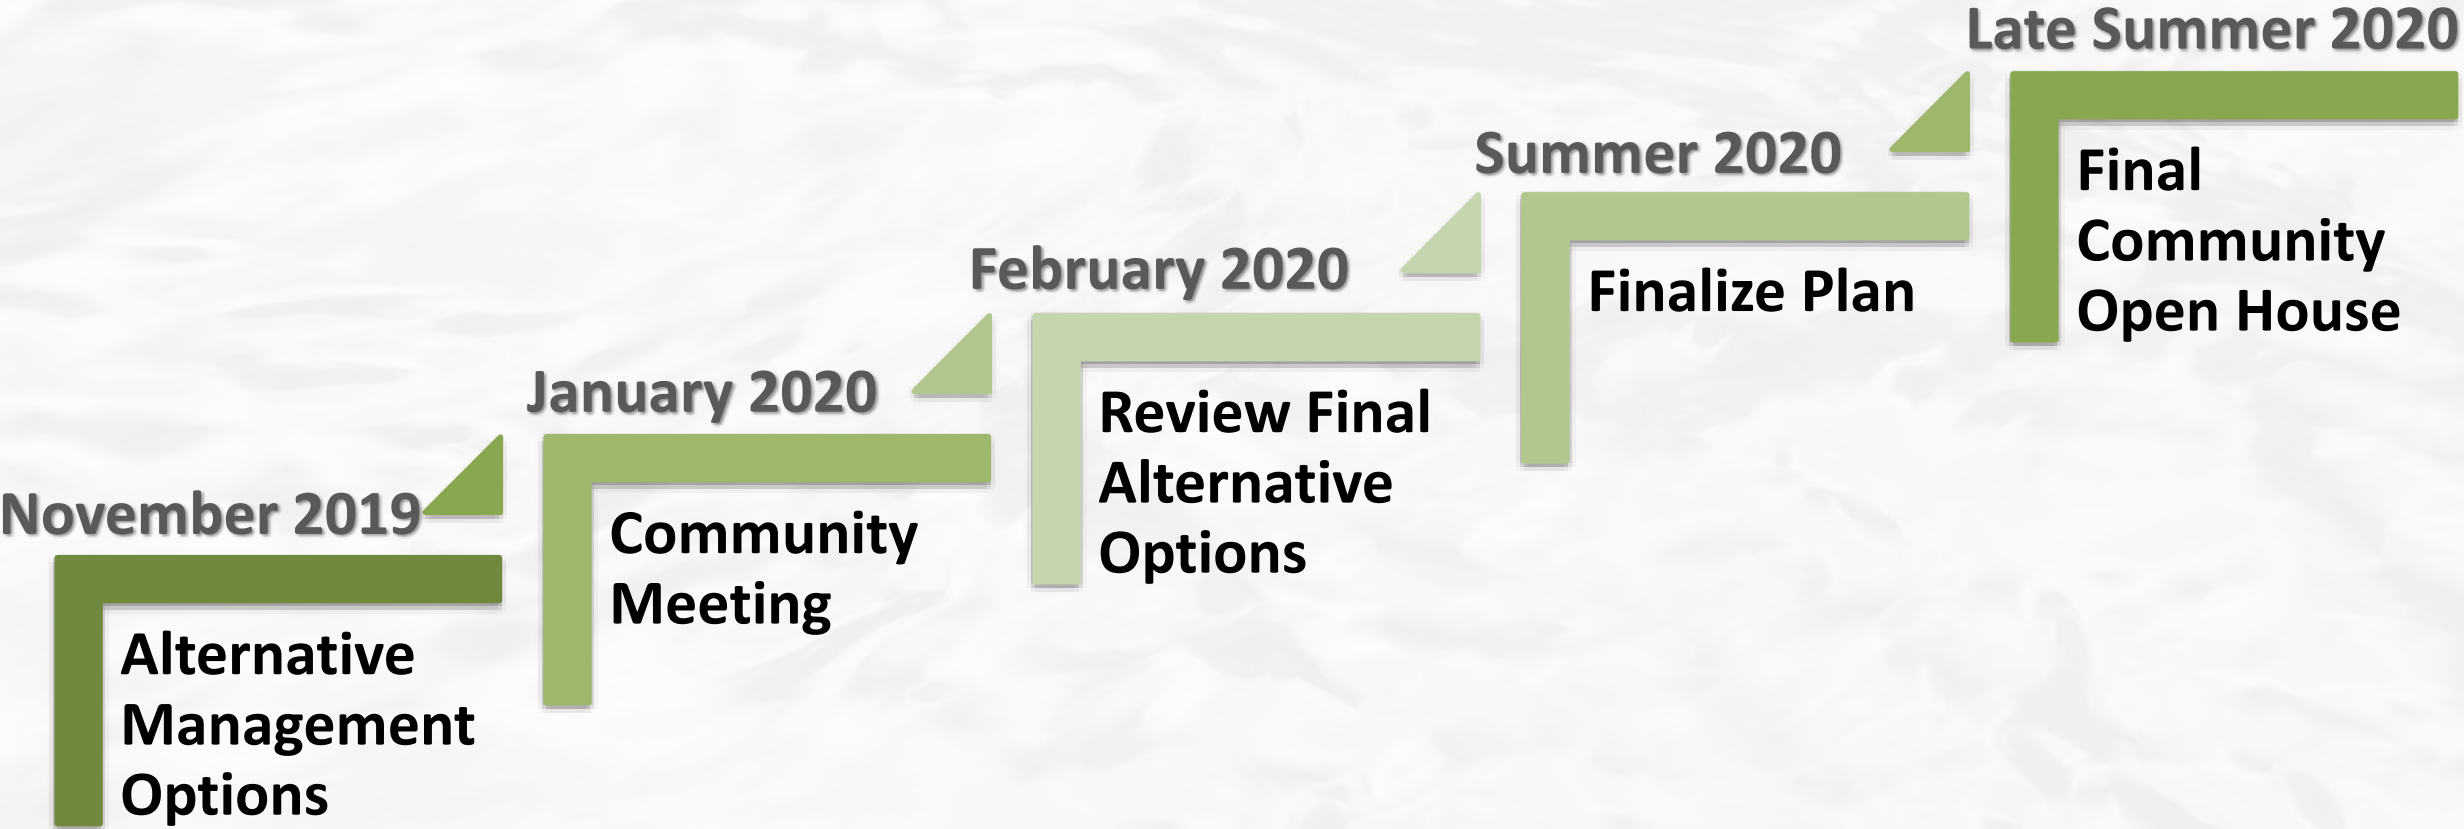 November 2019
Alternative
Management
Options
January 2020
Community
Meeting
February 2020
Review Final
Alternative
Options
Summer 2020
Finalize Plan
Late Summer 2020
Final
Community
Open House